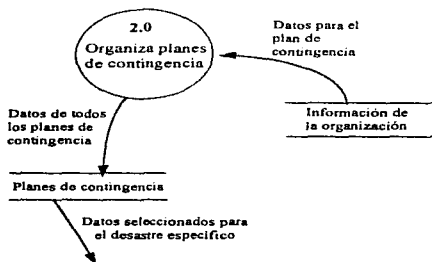 2.0
Organiza planes
de contingencia
Datos para el
plan de
contingencia
Datos de todos
los planes de
contingencia
Información de
la organización
Planes de contingencia
Datos seleccionados para
el desastre específico